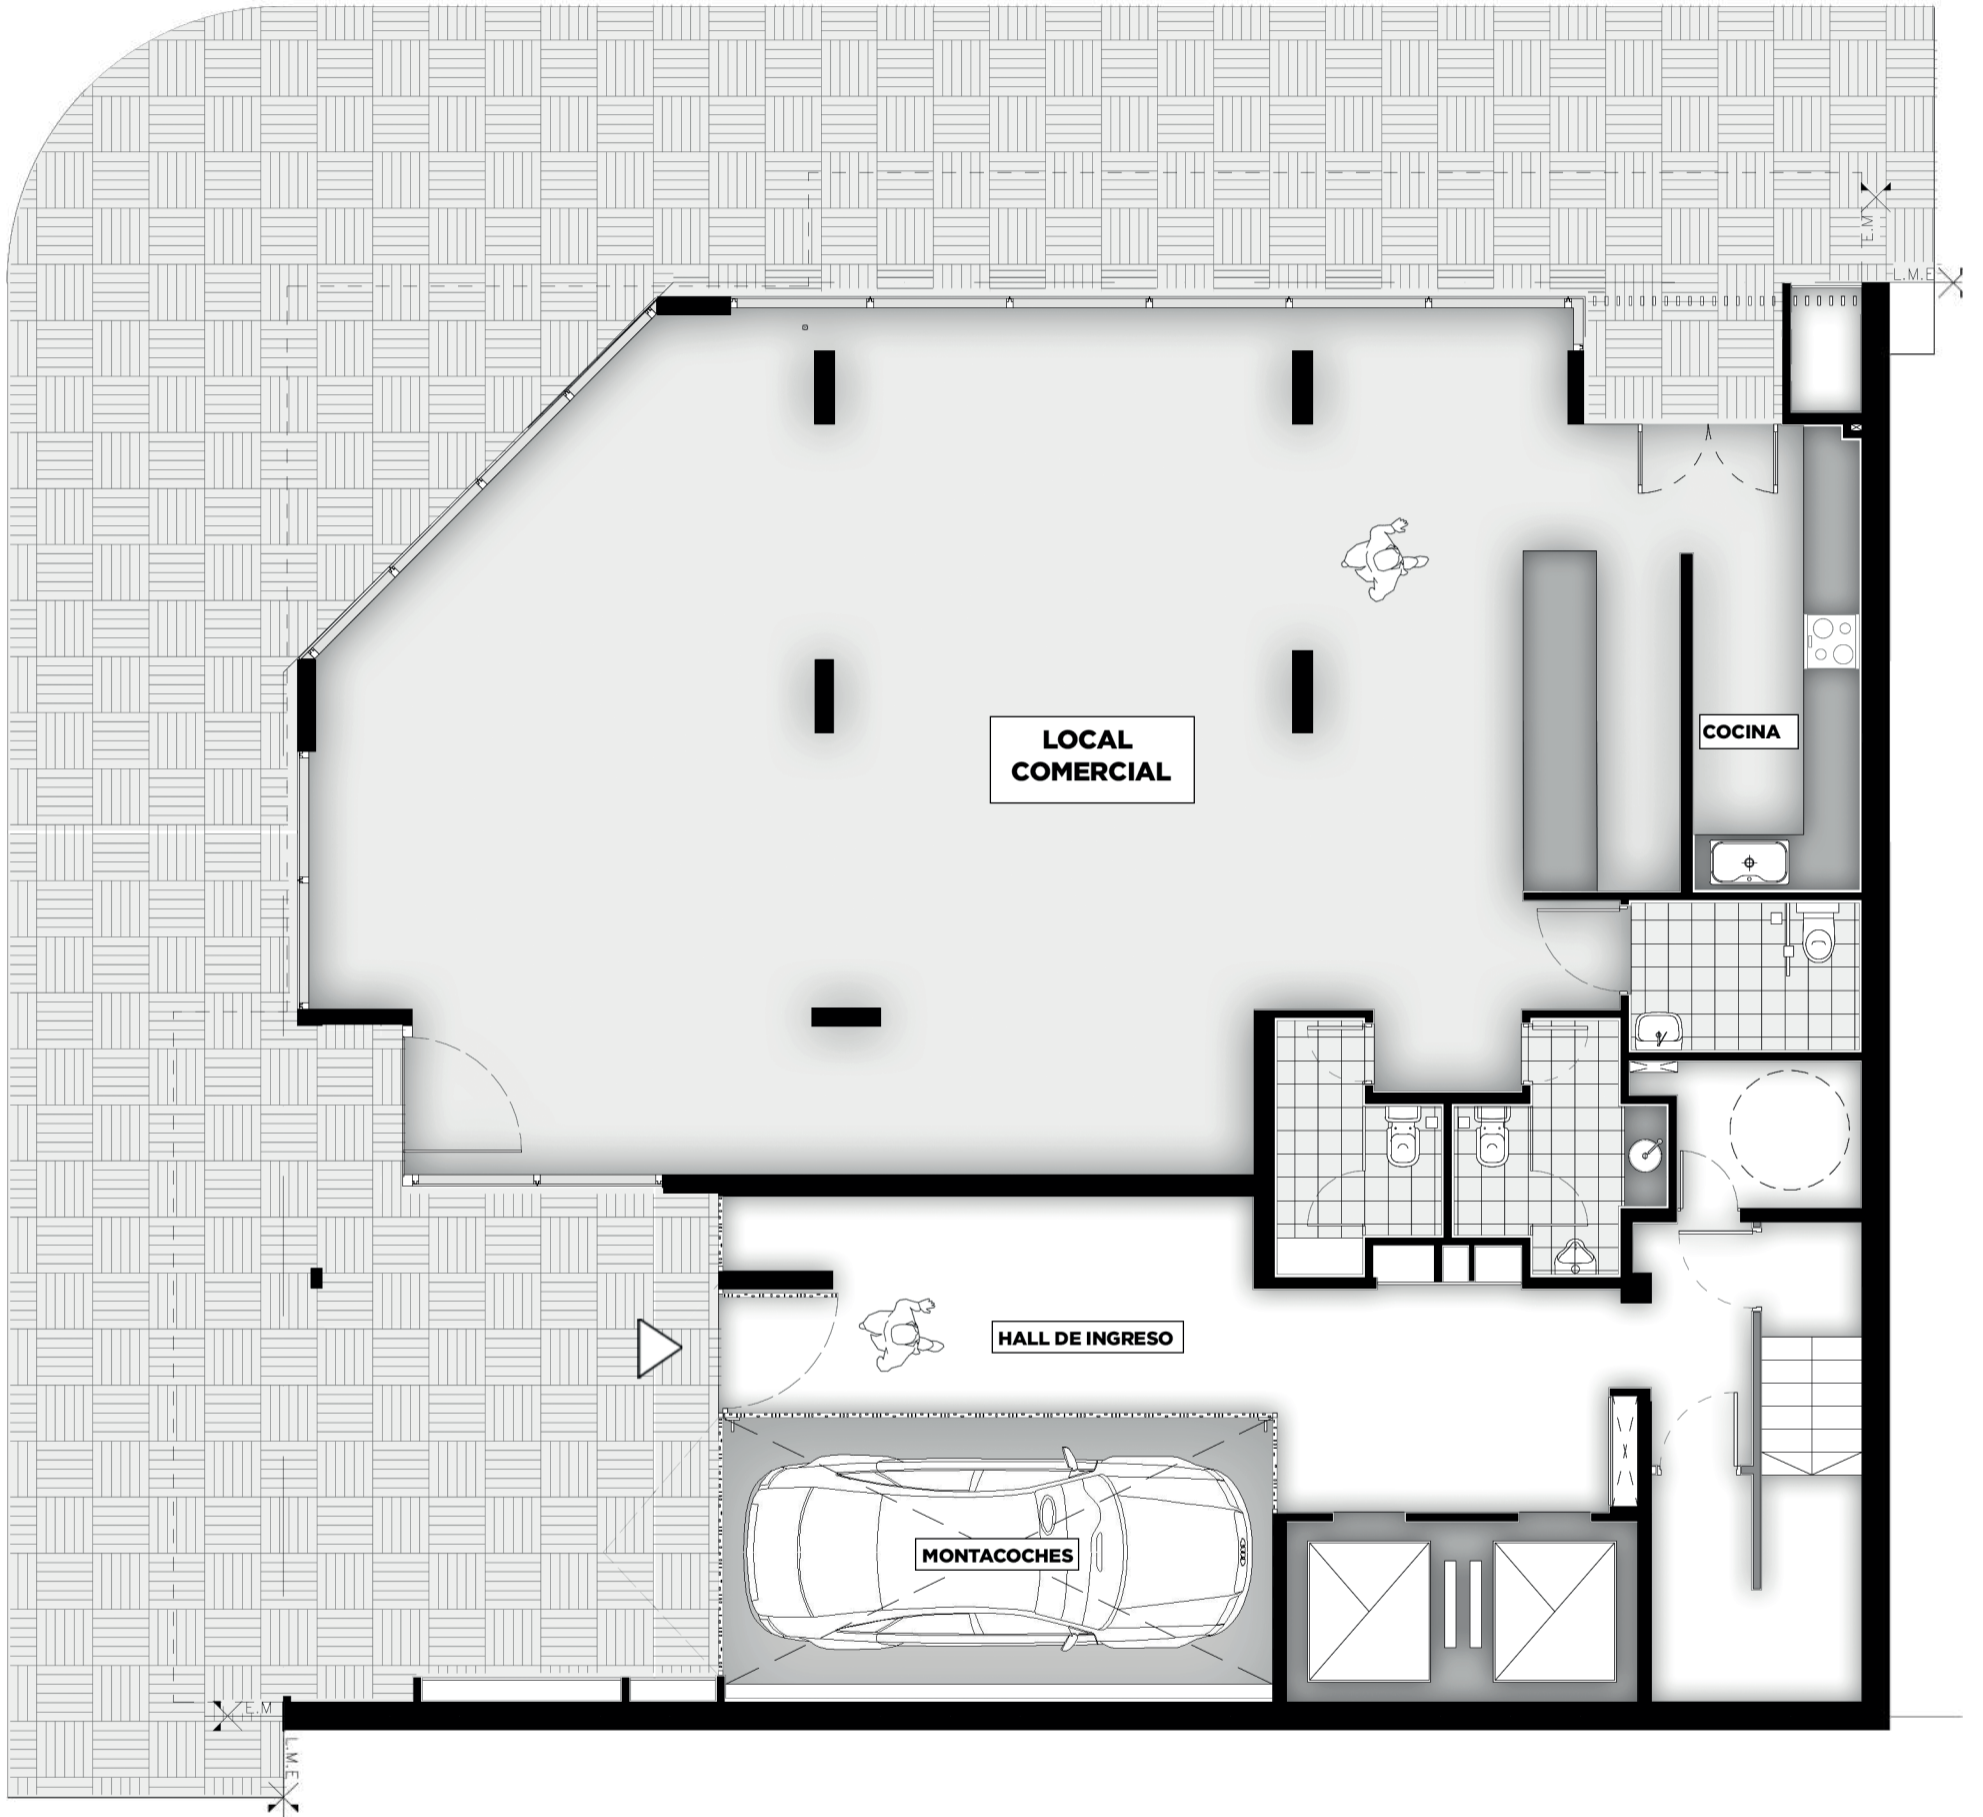 E.M
L.M.E
LOCAL
COMERCIAL
COCINA
HALL DE INGRESO
MONTACOCHES
E.M
L.M.E